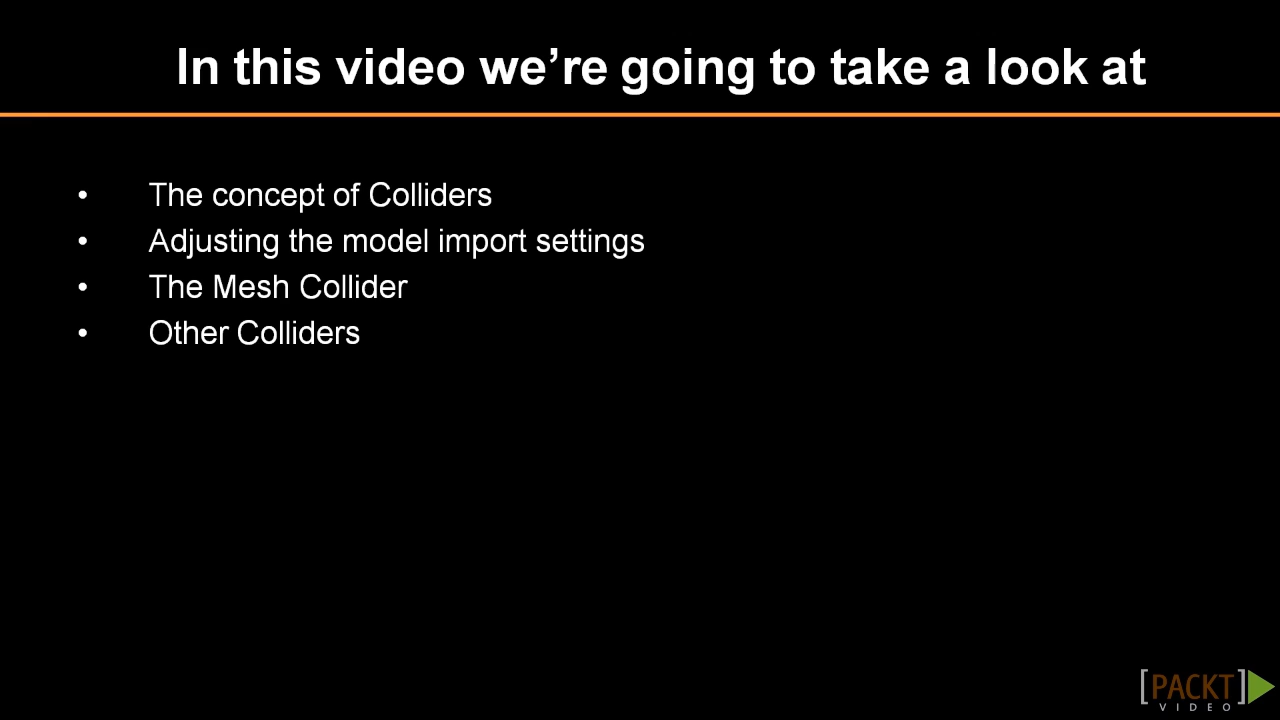 In this video we’re going to take a look at
• The concept of Colliders
• Adjusting the model import settings
• The Mesh Collider
• Other Colliders
[PACKT]
VIDEO